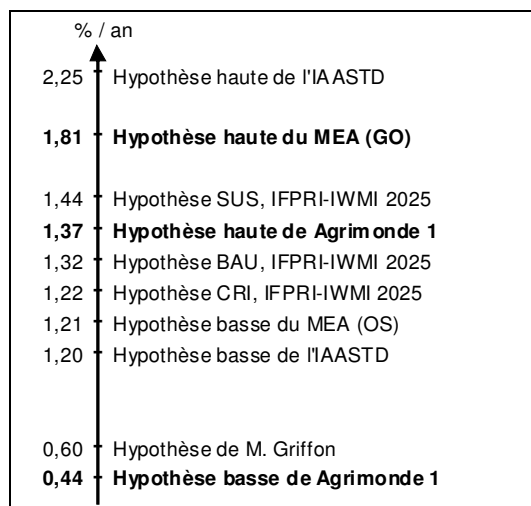 % / an
2,25 Hypothèse haute de l'IAASTD
1,81 Hypothèse haute du MEA (GO)
1,44 Hypothèse SUS, IFPRI-IWMI 2025
1,37 Hypothèse haute de Agrimonde 1
1,32 Hypothèse BAU, IFPRI-IWMI 2025
1,22 Hypothèse CRI, IFPRI-IWMI 2025
1,21 Hypothèse basse du MEA (OS)
1,20 Hypothèse basse de l'IAASTD
0,60 Hypothèse de M. Griffon
0,44 Hypothèse basse de Agrimonde 1